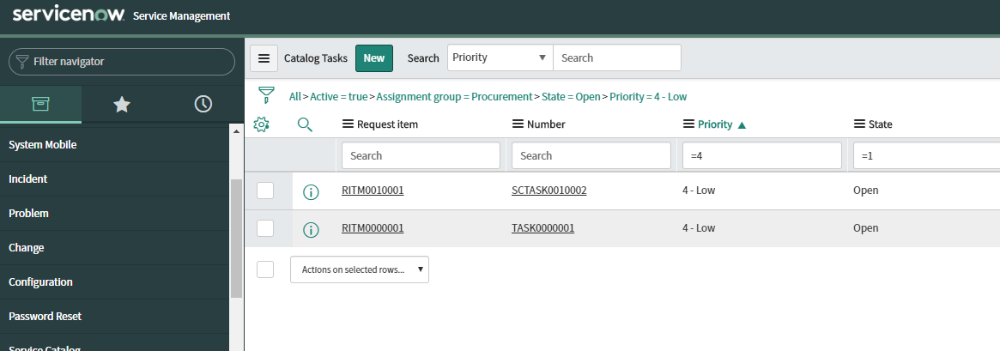 servicenow. Service Management
Filter navigator
System Mobile
Incident
Problem
Change
Configuration
Password Reset
Service Catalog
Catalog Tasks New Search Priority Search
All > Active = true > Assignment group = Procurement > State = Open > Priority = 4 - Low
Request item Number Priority State
Search Search =4 =1
RITM0010001 SCTASK0010002 4 - Low Open
RITM0000001 TASK0000001 4 - Low Open
Actions on selected rows...